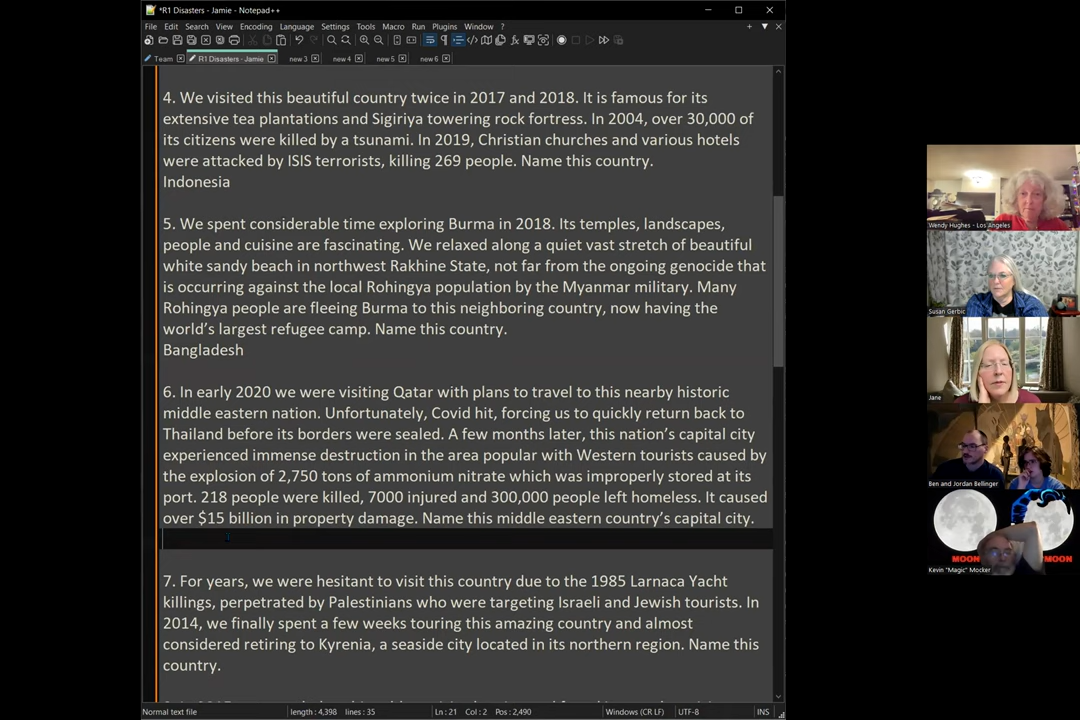 *R1 Disasters - Jamie - Notepad++
File Edit Search View Encoding Language Settings Tools Macro Run Plugins Window ?
Team R1 Disasters - Jamie new 3 new 4 new 5 new 6
4. We visited this beautiful country twice in 2017 and 2018. It is famous for its
extensive tea plantations and Sigiriya towering rock fortress. In 2004, over 30,000 of
its citizens were killed by a tsunami. In 2019, Christian churches and various hotels
were attacked by ISIS terrorists, killing 269 people. Name this country.
Indonesia
5. We spent considerable time exploring Burma in 2018. Its temples, landscapes,
people and cuisine are fascinating. We relaxed along a quiet vast stretch of beautiful
white sandy beach in northwest Rakhine State, not far from the ongoing genocide that
is occurring against the local Rohingya population by the Myanmar military. Many
Rohingya people are fleeing Burma to this neighboring country, now having the
world's largest refugee camp. Name this country.
Bangladesh
6. In early 2020 we were visiting Qatar with plans to travel to this nearby historic
middle eastern nation. Unfortunately, Covid hit, forcing us to quickly return back to
Thailand before its borders were sealed. A few months later, this nation's capital city
experienced immense destruction in the area popular with Western tourists caused by
the explosion of 2,750 tons of ammonium nitrate which was improperly stored at its
port. 218 people were killed, 7000 injured and 300,000 people left homeless. It caused
over $15 billion in property damage. Name this middle eastern country's capital city.
7. For years, we were hesitant to visit this country due to the 1985 Larnaca Yacht
killings, perpetrated by Palestinians who were targeting Israeli and Jewish tourists. In
2014, we finally spent a few weeks touring this amazing country and almost
considered retiring to Kyrenia, a seaside city located in its northern region. Name this
country.
Normal text file length : 4,398 lines : 35 Ln : 21 Col : 2 Pos : 2,490 Windows (CR LF) UTF-8 INS
Wendy Hughes - Los Angeles
Susan Gerbic
Jane
Ben and Jordan Bellinger
MOON MOON
Kevin "Magic" Mocker